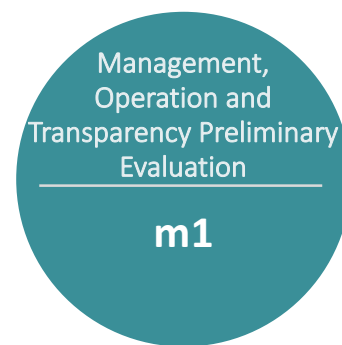 Management,
Operation and
Transparency Preliminary
Evaluation
m1